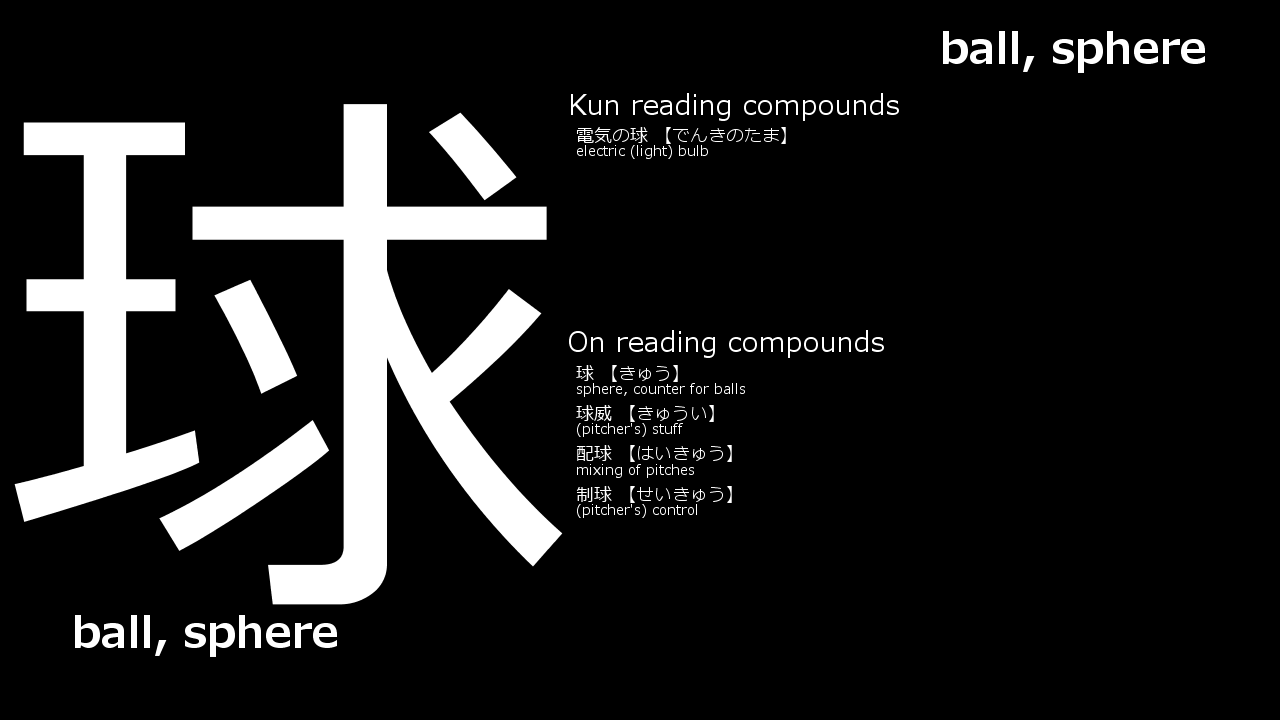 ball, sphere
球
Kun reading compounds
電気の球 【でんきのたま】
electric (light) bulb
On reading compounds
球 【きゅう】
sphere, counter for balls
球威 【きゅうい】
(pitcher's) stuff
配球 【はいきゅう】
mixing of pitches
制球 【せいきゅう】
(pitcher's) control
ball, sphere